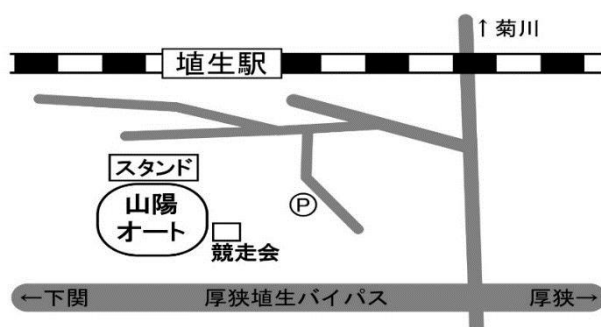 ↑菊川
埴生駅
スタンド
山陽
オート
Ⓟ
競走会
←下関
厚狭埴生バイパス
厚狭→